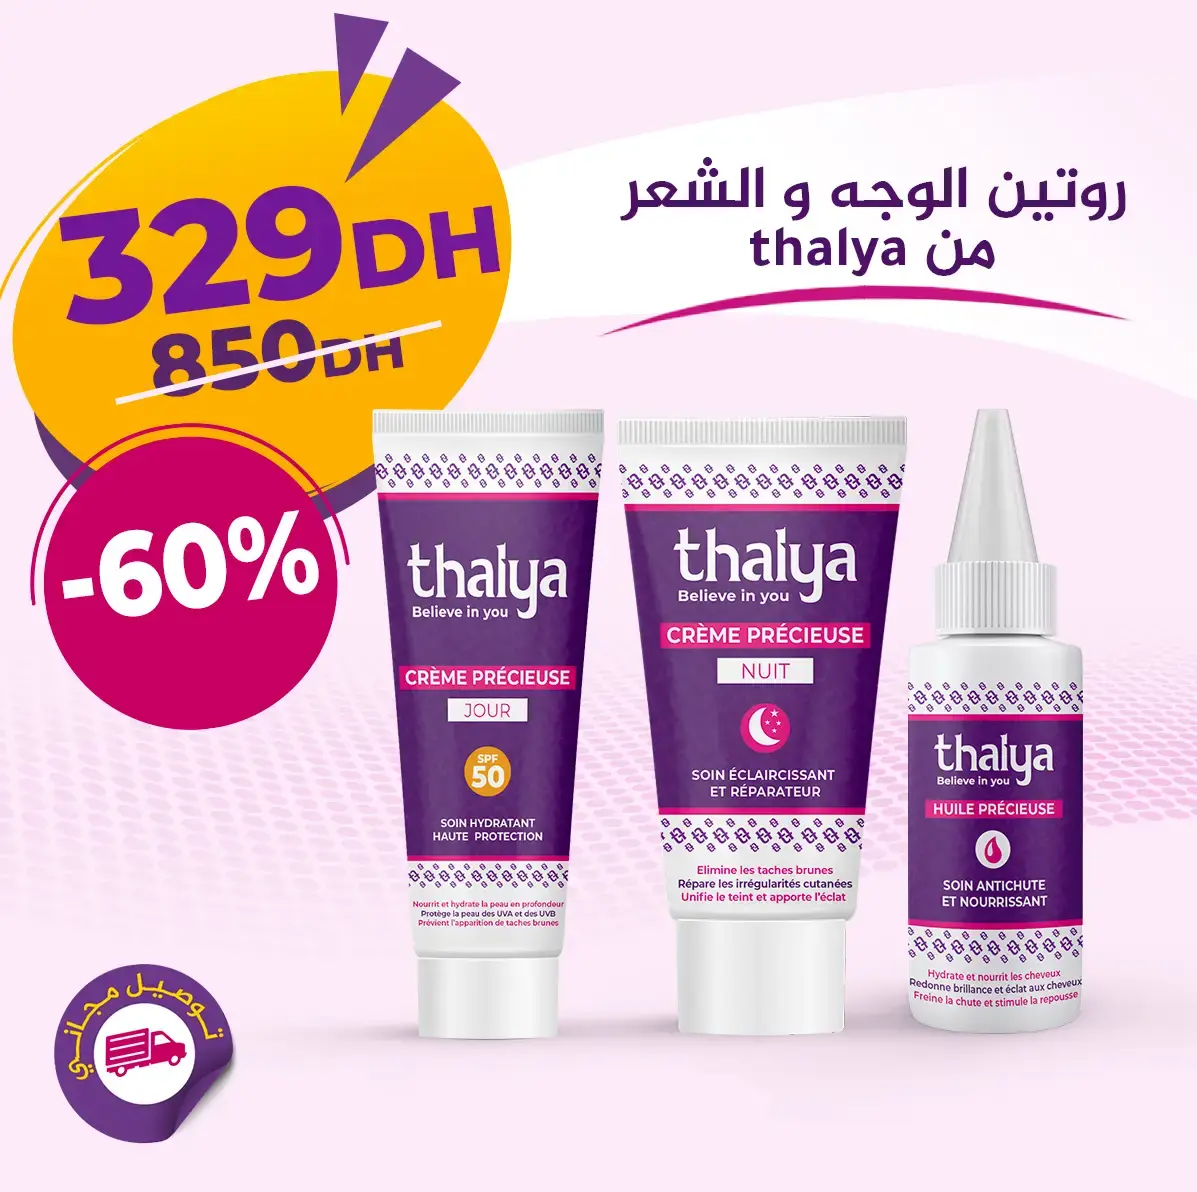 329DH
850DH
-60%
روتين الوجه و الشعر
من thalya
thalya
Believe in you
CRÈME PRÉCIEUSE
JOUR
SPF
50
SOIN HYDRATANT
HAUTE PROTECTION
Nourrit et hydrate la peau en profondeur
Protège la peau des UVA et des UVB
Prévient l'apparition de taches brunes
thalya
Believe in you
CRÈME PRÉCIEUSE
NUIT
SOIN ÉCLAIRCISSANT
ET RÉPARATEUR
Elimine les taches brunes
Répare les irrégularités cutanées
Unifie le teint et apporte l'éclat
thalya
Believe in you
HUILE PRÉCIEUSE
SOIN ANTICHUTE
ET NOURRISSANT
Hydrate et nourrit les cheveux
Redonne brillance et éclat aux cheveux
Freine la chute et stimule la repousse
توصيل مجاني